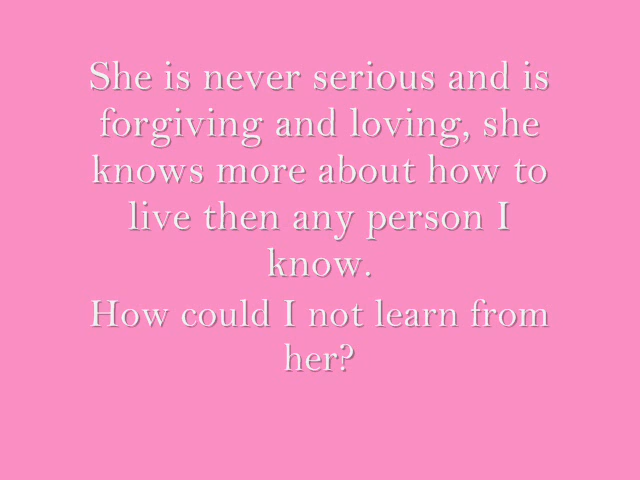 She is never serious and is
forgiving and loving, she
knows more about how to
live then any person I
know.
How could I not learn from
her?